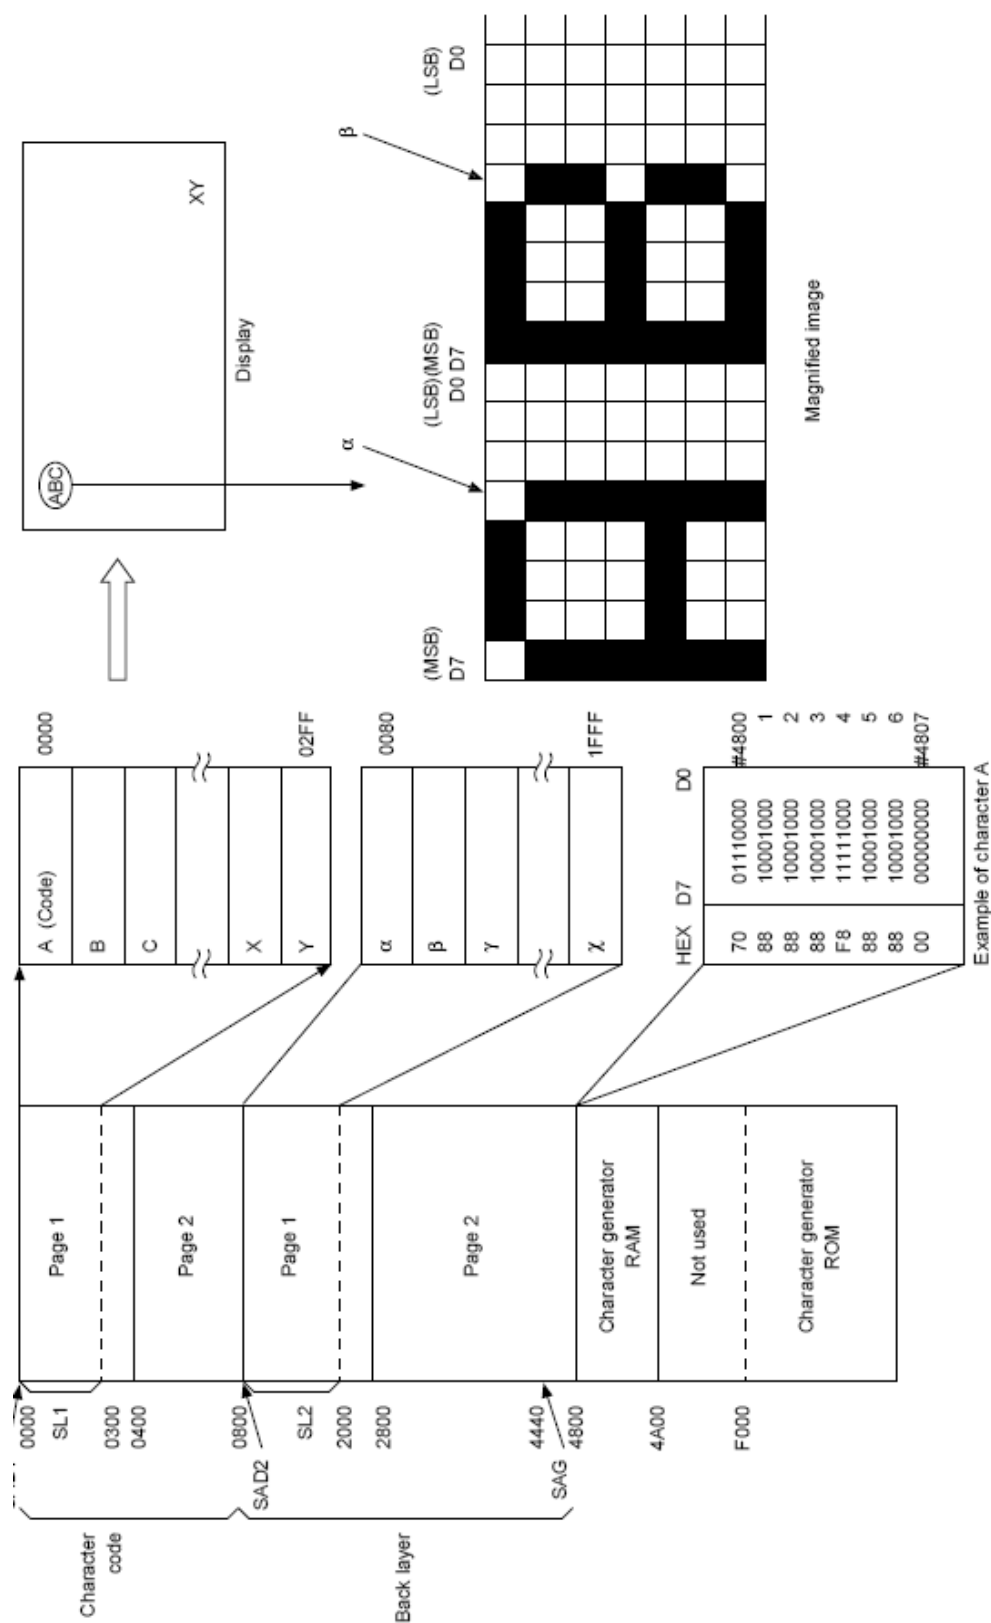 0000
SL1
0300
0400
0800
SAD2
SL2
2000
2800
4440
SAG
4800
4A00
F000
Character
code
Back layer
Page 1
Page 2
Page 1
Page 2
Character generator
RAM
Not used
Character generator
ROM
A (Code)
B
C
X
Y
0000
02FF
α
β
γ
χ
0080
1FFF
HEX D7 D0
70 01110000 #4800
88 10001000 1
88 10001000 2
88 10001000 3
F8 11111000 4
88 10001000 5
88 10001000 6
00 00000000 #4807
Example of character A
ABC
XY
Display
α
β
(MSB)
D7
(LSB) (MSB)
D0 D7
(LSB)
D0
Magnified image